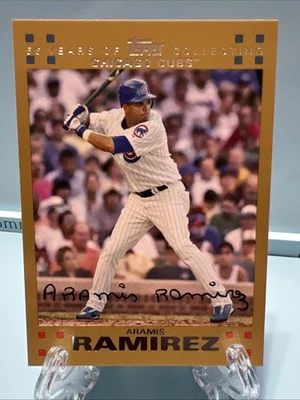 55 YEARS OF Topps COLLECTING
CHICAGO CUBS
ARAMIS RAMIREZ
ARAMIS
RAMIREZ